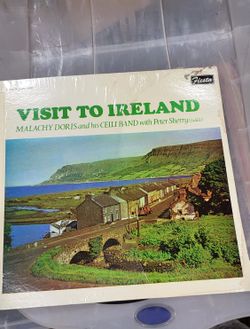 Fiesta
VISIT TO IRELAND
MALACHY DORIS and his CEILI BAND with Peter Sherry